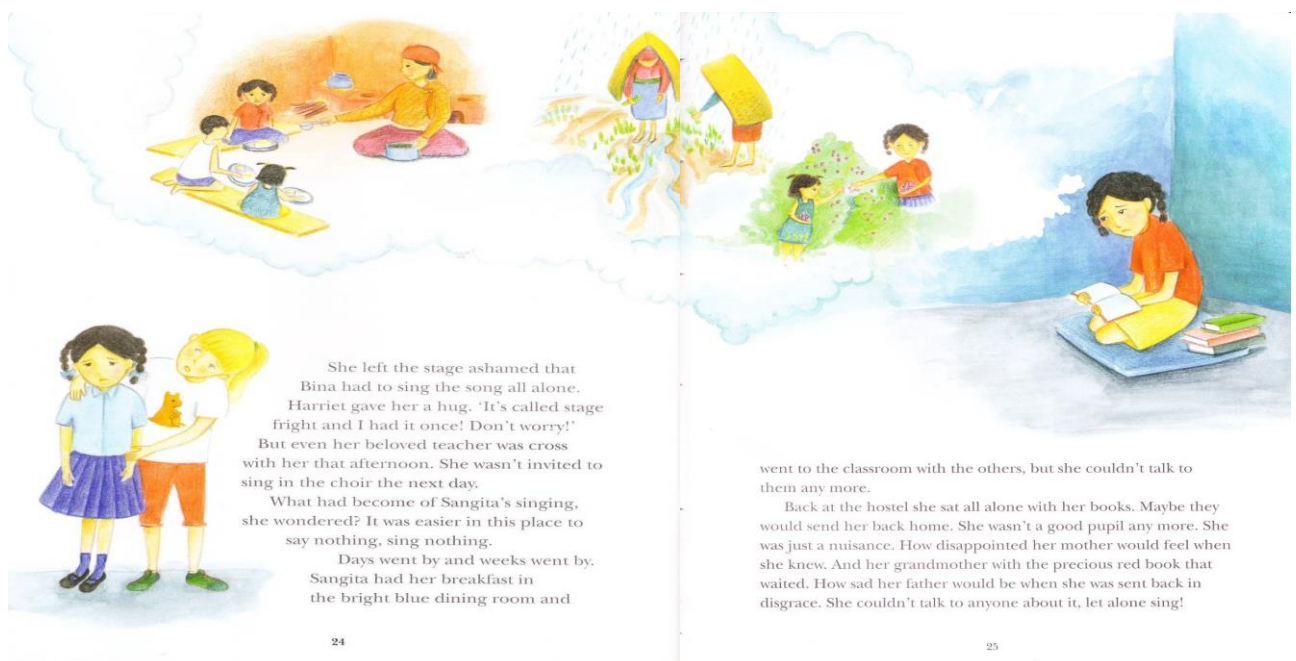 She left the stage ashamed that
Bina had to sing the song all alone.
Harriet gave her a hug. ‘It’s called stage
fright and I had it once! Don’t worry!’
But even her beloved teacher was cross
with her that afternoon. She wasn’t invited to
sing in the choir the next day.
What had become of Sangita’s singing,
she wondered? It was easier in this place to
say nothing, sing nothing.
Days went by and weeks went by.
Sangita had her breakfast in
the bright blue dining room and
24
went to the classroom with the others, but she couldn’t talk to
them any more.
Back at the hostel she sat all alone with her books. Maybe they
would send her back home. She wasn’t a good pupil any more. She
was just a nuisance. How disappointed her mother would feel when
she knew. And her grandmother with the precious red book that
waited. How sad her father would be when she was sent back in
disgrace. She couldn’t talk to anyone about it, let alone sing!
25